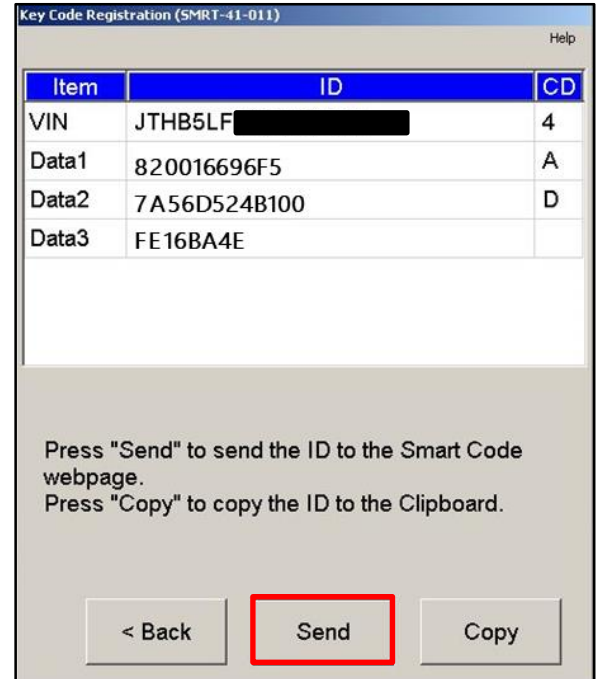 Key Code Registration (SMRT-41-011)
Help
Item ID CD
VIN JTHB5LF 4
Data1 820016696F5 A
Data2 7A56D524B100 D
Data3 FE16BA4E
Press "Send" to send the ID to the Smart Code
webpage.
Press "Copy" to copy the ID to the Clipboard.
< Back Send Copy